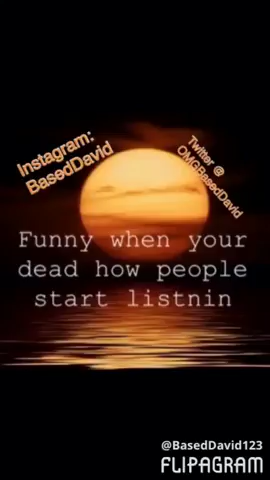 Instagram:
BasedDavid
Twitter @
OMGBasedDavid
Funny when your
dead how people
start listnin
@BasedDavid123
FLIPAGRAM